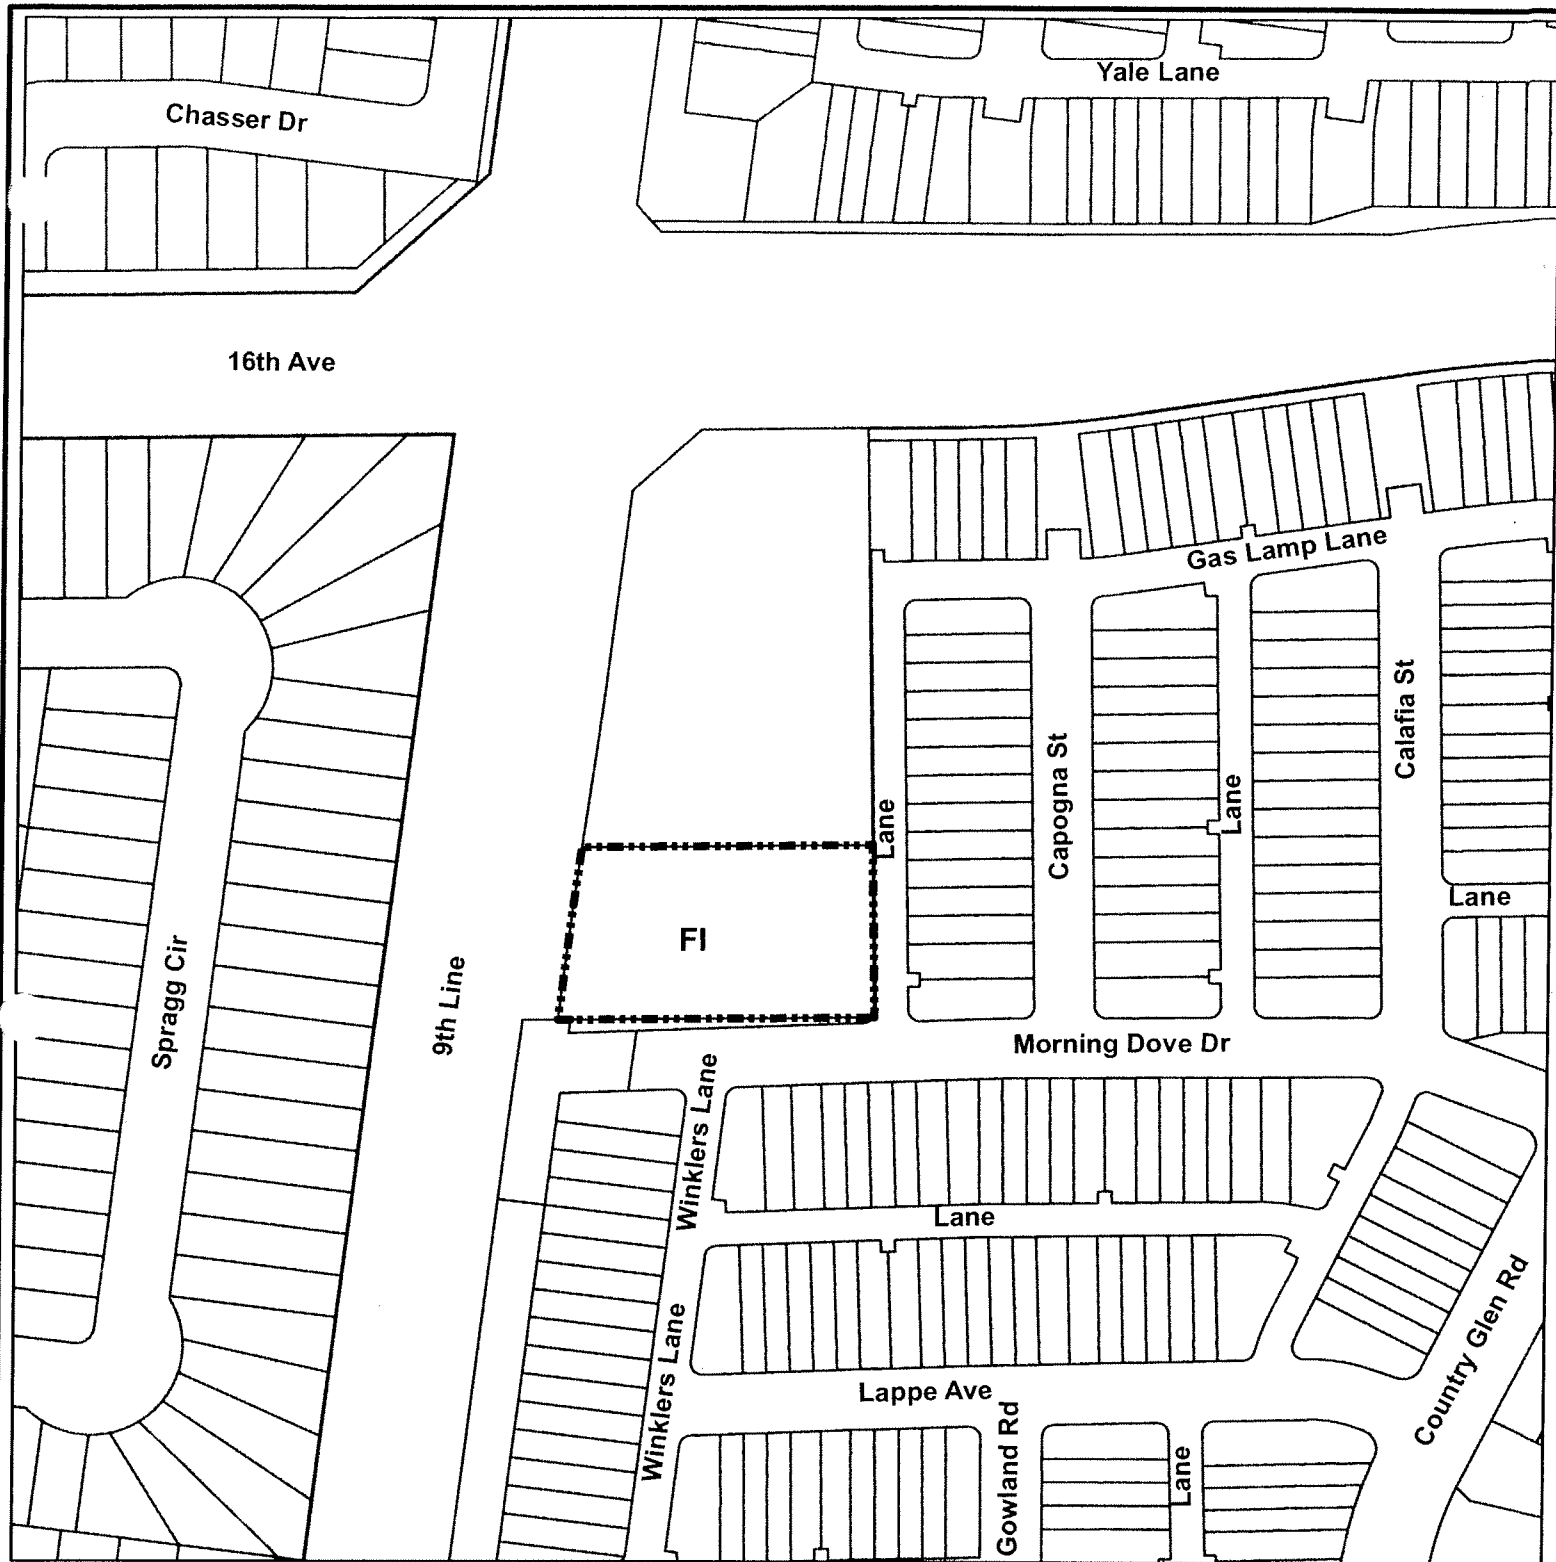 Yale Lane
Chasser Dr
16th Ave
Gas Lamp Lane
Calafia St
Capogna St
Lane
Lane
Lane
FI
Spragg Cir
9th Line
Morning Dove Dr
Winklers Lane
Lane
Country Glen Rd
Winklers Lane
Lappe Ave
Gowland Rd
Lane